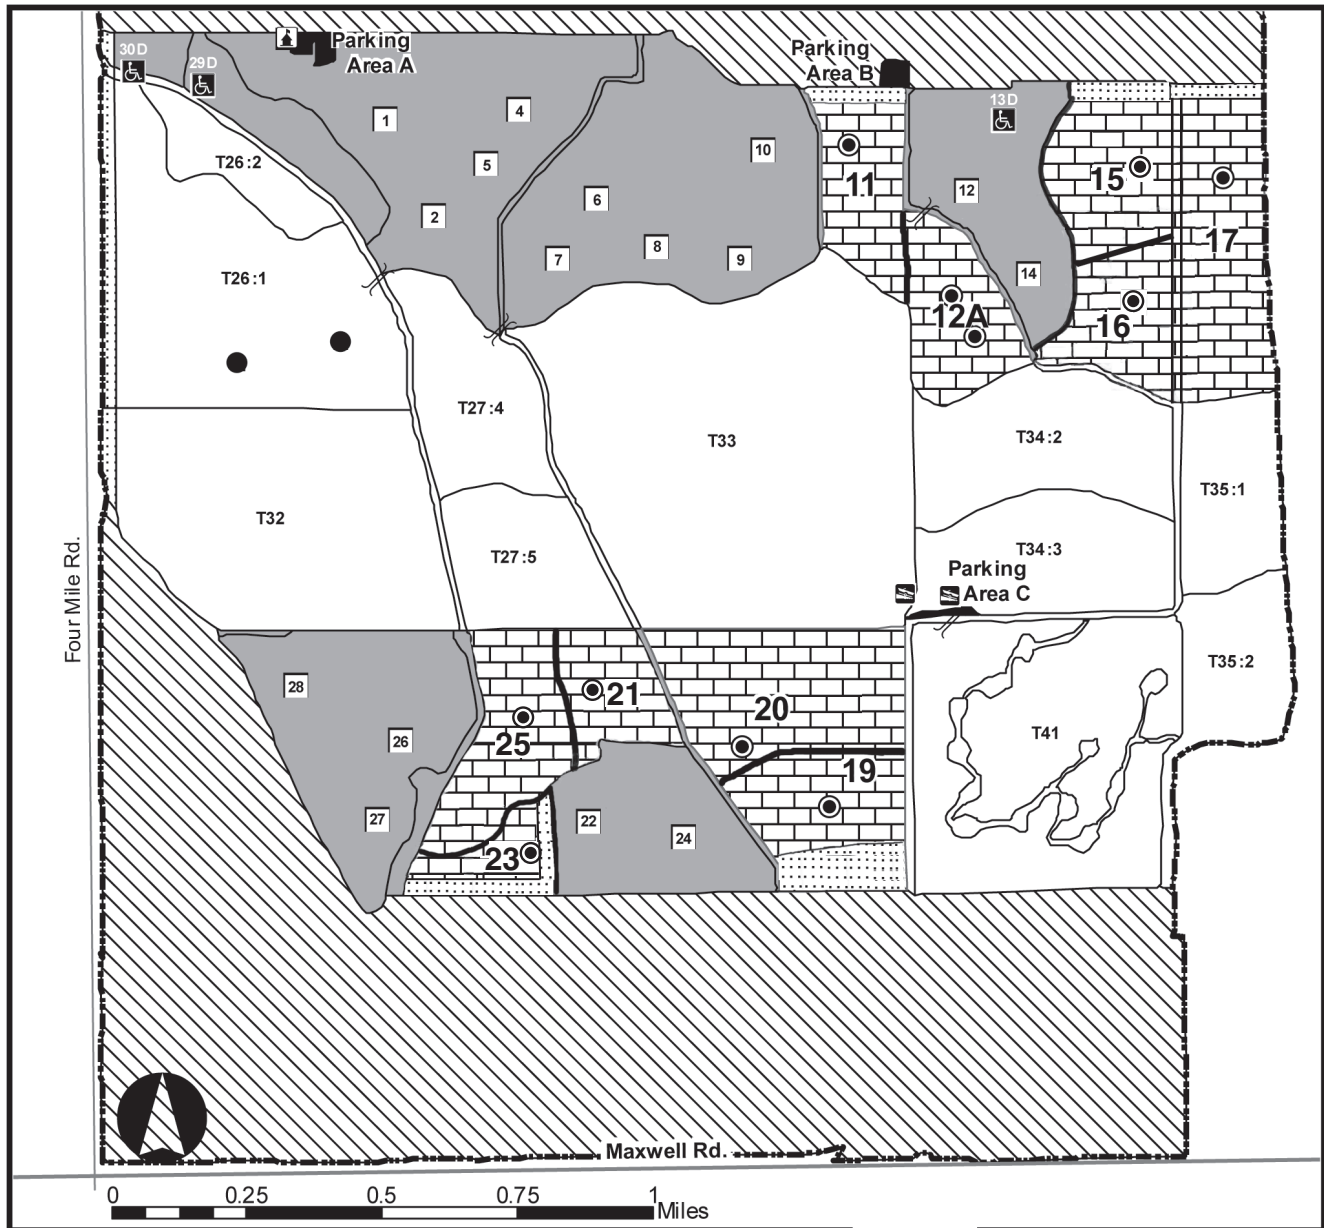 Parking
Area A
Parking
Area B
30D
29D
13D
1
4
5
10
2
6
7
8
9
11
12
15
17
14
12A
16
T26:2
T26:1
T27:4
T33
T34:2
T35:1
T32
T27:5
T34:3
Parking
Area C
Four Mile Rd.
T35:2
28
21
20
25
26
T41
19
27
22
24
23
Maxwell Rd.
0 0.25 0.5 0.75 1
Miles